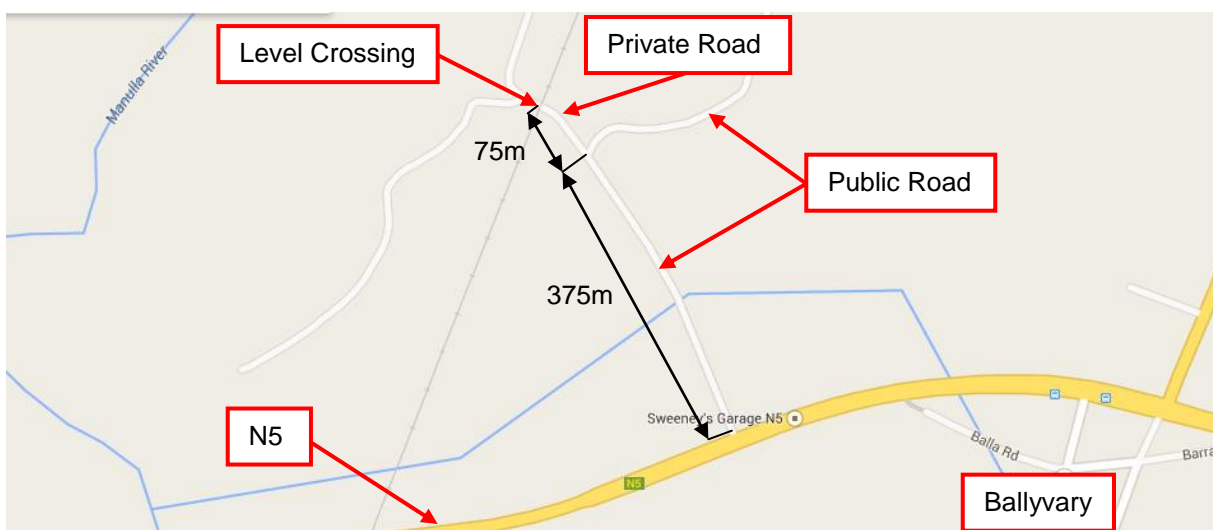 Level Crossing
Private Road
Manulla River
75m
Public Road
375m
Sweeney's Garage N5
N5
N5
Balla Rd
Barra
Ballyvary